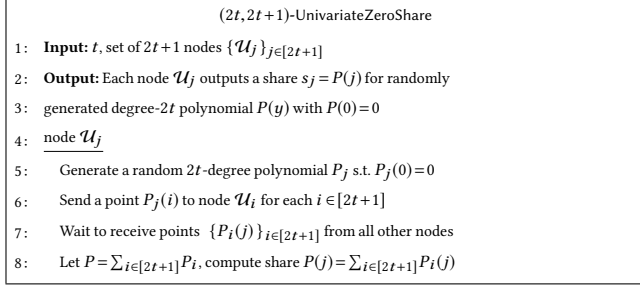 (2t, 2t+1)-UnivariateZeroShare
1: Input: t, set of 2t+1 nodes {𝒰_j}_{j∈[2t+1]}
2: Output: Each node 𝒰_j outputs a share s_j = P(j) for randomly
3: generated degree-2t polynomial P(y) with P(0)=0
4: node 𝒰_j
5: Generate a random 2t-degree polynomial P_j s.t. P_j(0)=0
6: Send a point P_j(i) to node 𝒰_i for each i∈[2t+1]
7: Wait to receive points {P_i(j)}_{i∈[2t+1]} from all other nodes
8: Let P=∑_{i∈[2t+1]} P_i, compute share P(j)=∑_{i∈[2t+1]} P_i(j)